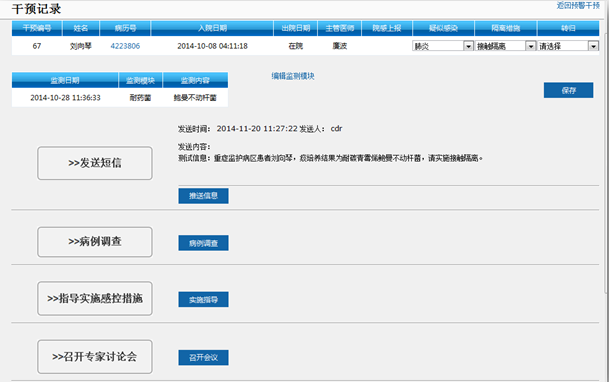 干预记录
返回预警干预
干预编号 姓名 病历号 入院日期 出院日期 主管医师 院感上报 疑似感染 隔离措施 转归
67 刘向琴 4223806 2014-10-08 04:11:18 在院 廉波 肺炎 接触隔离 请选择
监测日期 监测模块 监测内容
编辑监测模块
2014-10-28 11:36:33 耐药菌 鲍曼不动杆菌
保存
发送时间: 2014-11-20 11:27:22 发送人: cdr
发送内容:
>>发送短信
测试信息:重症监护病区患者刘向琴,痰培养结果为耐碳青霉烯鲍曼不动杆菌,请实施接触隔离。
推送信息
>>病例调查
病例调查
>>指导实施感控措施
实施指导
>>召开专家讨论会
召开会议